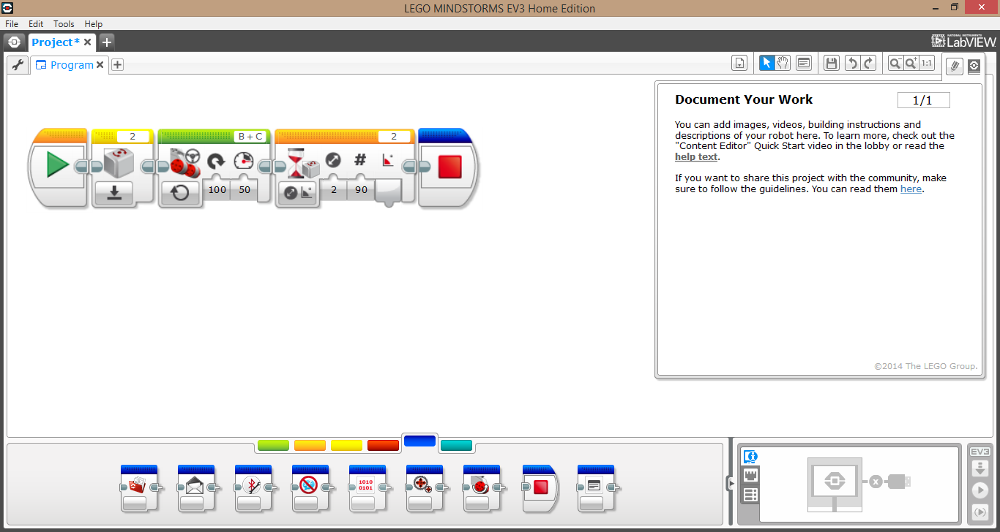 LEGO MINDSTORMS EV3 Home Edition
File Edit Tools Help
Project*
NATIONAL INSTRUMENTS
LabVIEW
Program
1:1
Document Your Work
1/1
You can add images, videos, building instructions and
descriptions of your robot here. To learn more, check out the
"Content Editor" Quick Start video in the lobby or read the
help text.
If you want to share this project with the community, make
sure to follow the guidelines. You can read them here.
©2014 The LEGO Group.
2
B + C
2
#
100 50
2 90
1010
0101
EV3